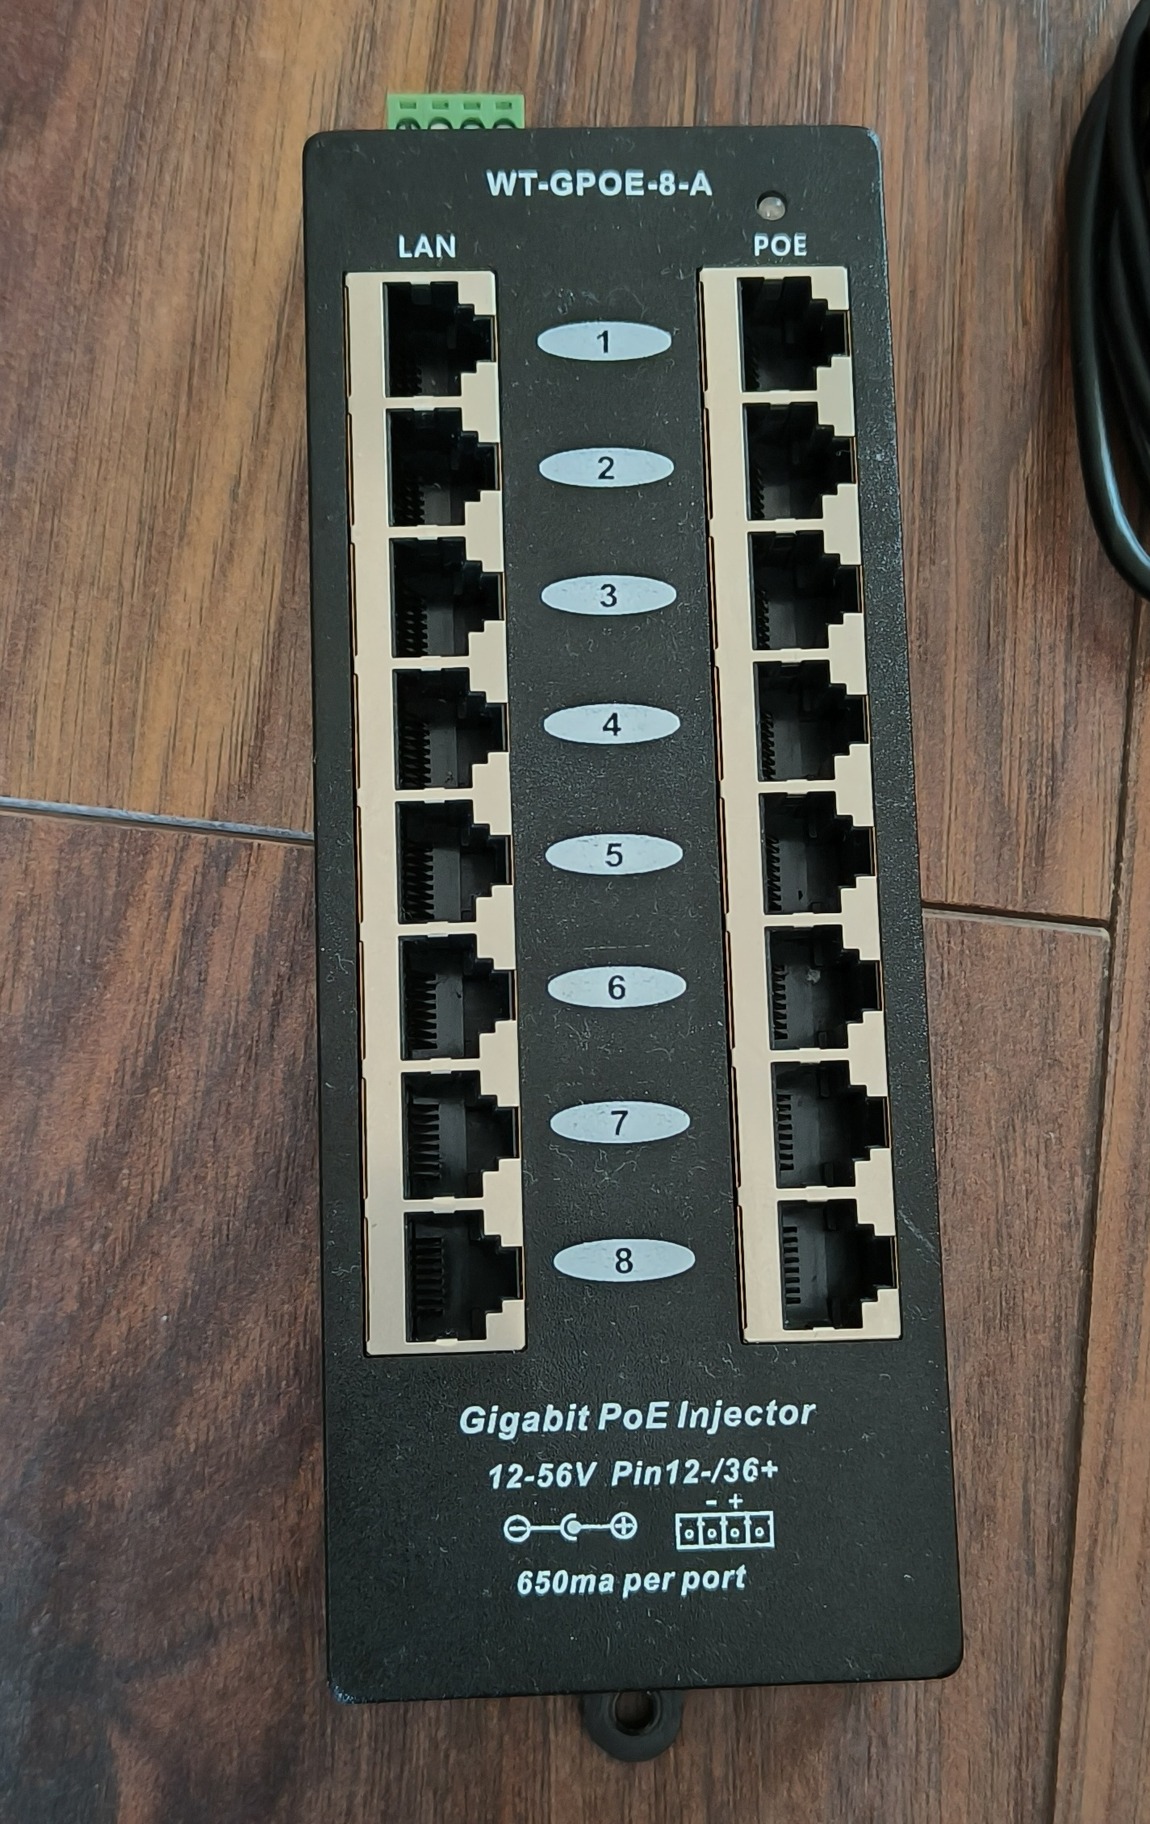 WT-GPOE-8-A
LAN POE
1
2
3
4
5
6
7
8
Gigabit PoE Injector
12-56V Pin12-/36+
- +
650ma per port